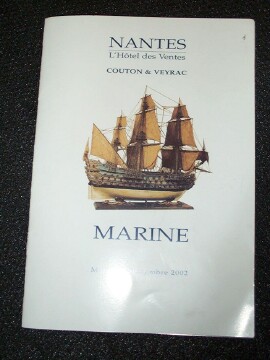 NANTES
L'Hôtel des Ventes
COUTON & VEYRAC
MARINE
2002